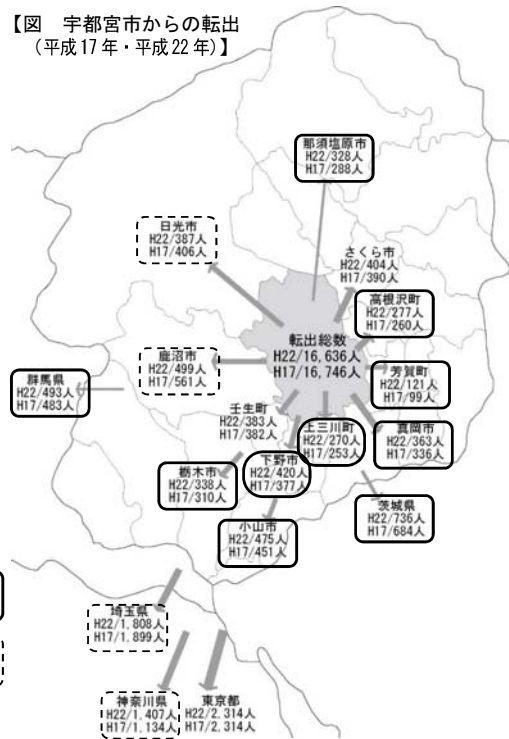 【図 宇都宮市からの転出
(平成17年・平成22年)】
那須塩原市
H22/328人
H17/288人
日光市
H22/387人
H17/406人
さくら市
H22/404人
H17/390人
高根沢町
H22/277人
H17/260人
転出総数
H22/16,636人
H17/16,746人
鹿沼市
H22/499人
H17/561人
芳賀町
H22/121人
H17/99人
群馬県
H22/493人
H17/483人
壬生町
H22/383人
H17/382人
上三川町
H22/270人
H17/253人
真岡市
H22/363人
H17/336人
栃木市
H22/338人
H17/310人
下野市
H22/420人
H17/377人
茨城県
H22/736人
H17/684人
小山市
H22/475人
H17/451人
埼玉県
H22/1,808人
H17/1,899人
神奈川県
H22/1,407人
H17/1,134人
東京都
H22/2,314人
H17/2,314人